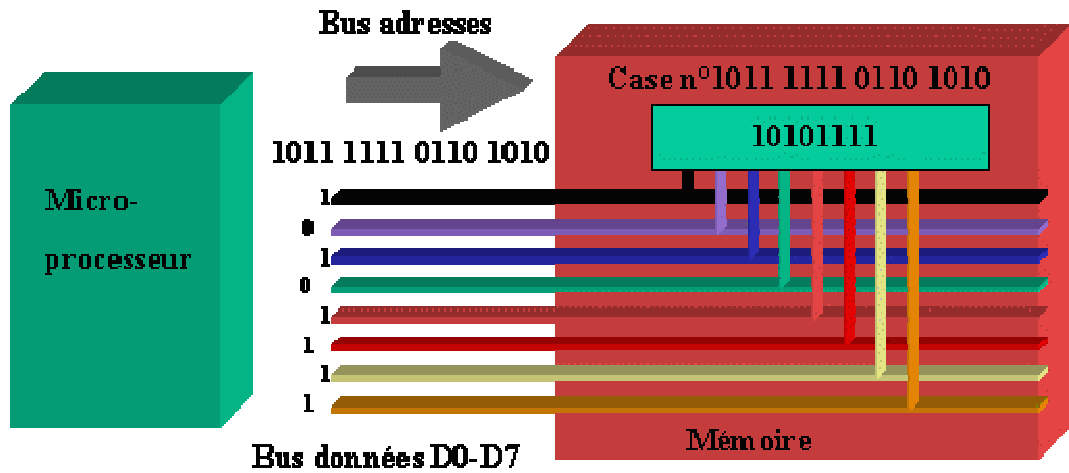 Bus adresses
Case n°1011 1111 0110 1010
10101111
1011 1111 0110 1010
Micro-
processeur
1
0
1
0
1
1
1
1
Mémoire
Bus données D0-D7